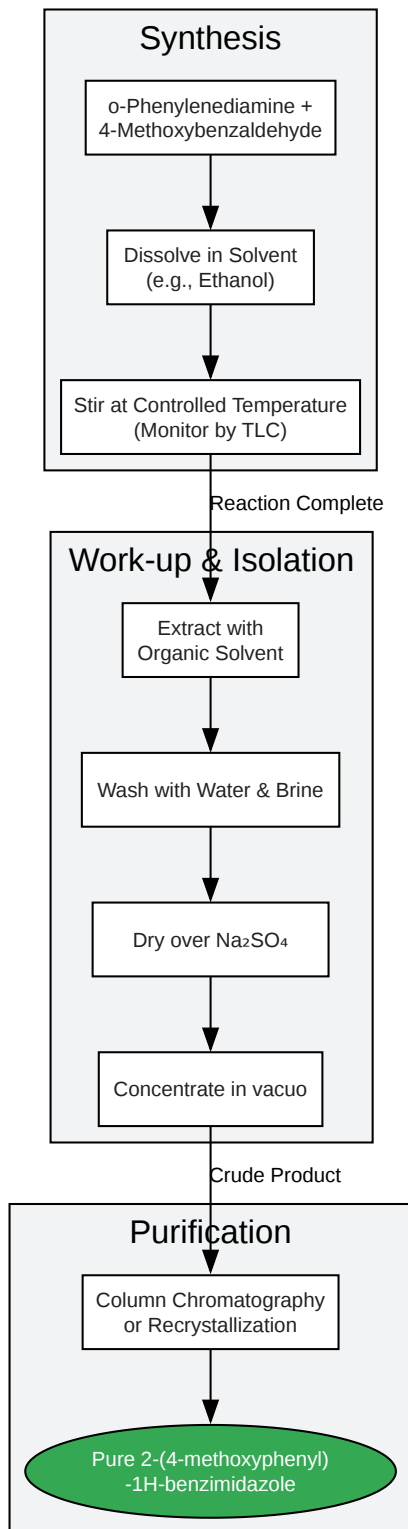 Synthesis
o-Phenylenediamine +
4-Methoxybenzaldehyde
Dissolve in Solvent
(e.g., Ethanol)
Stir at Controlled Temperature
(Monitor by TLC)
Reaction Complete
Work-up & Isolation
Extract with
Organic Solvent
Wash with Water & Brine
Dry over Na₂SO₄
Concentrate in vacuo
Crude Product
Purification
Column Chromatography
or Recrystallization
Pure 2-(4-methoxyphenyl)
-1H-benzimidazole